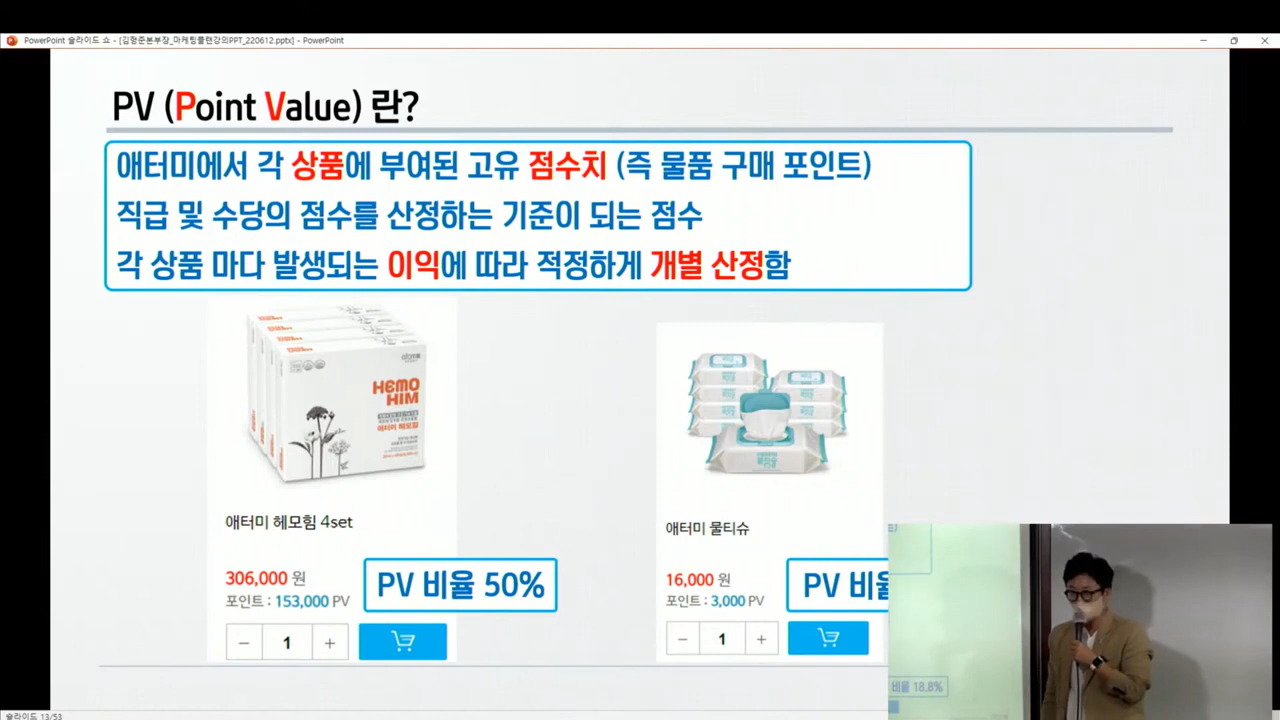 PowerPoint 슬라이드 쇼 - [김형준본부장_마케팅플랜강의PPT_220612.pptx] - PowerPoint
PV (Point Value) 란?
애터미에서 각 상품에 부여된 고유 점수치 (즉 물품 구매 포인트)
직급 및 수당의 점수를 산정하는 기준이 되는 점수
각 상품 마다 발생되는 이익에 따라 적정하게 개별 산정함
HEMO
HIM
애터미 헤모힘
애터미 헤모힘 4set
306,000 원
포인트 : 153,000 PV
PV 비율 50%
- 1 +
애터미 물티슈
16,000 원
포인트 : 3,000 PV
PV 비율
- 1 +
비율 18.8%
슬라이드 13/53